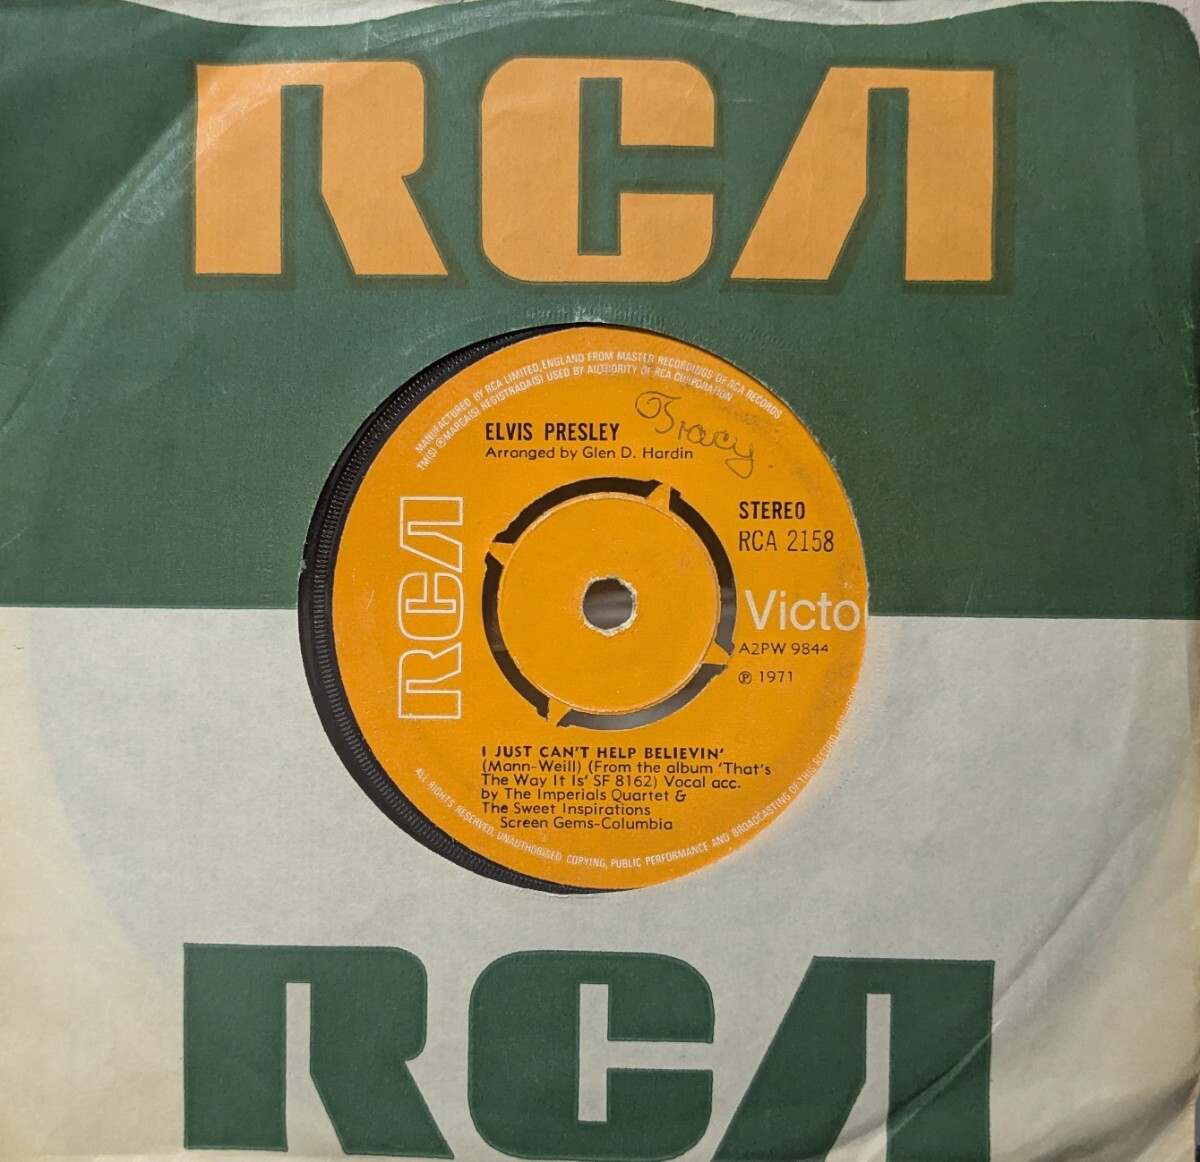 RCA
MANUFACTURED BY RCA LIMITED, ENGLAND FROM MASTER RECORDINGS OF RCA RECORDS
TM(S) ® MARCA(S) REGISTRADA(S) USED BY AUTHORITY OF RCA CORPORATION
Tracy.
ELVIS PRESLEY
Arranged by Glen D. Hardin
STEREO
RCA 2158
RCA
Victo
A2PW 9844
℗ 1971
I JUST CAN'T HELP BELIEVIN'
(Mann-Weill) (From the album 'That's
The Way It Is' SF 8162) Vocal acc.
by The Imperials Quartet &
The Sweet Inspirations
Screen Gems-Columbia
ALL RIGHTS RESERVED, UNAUTHORISED COPYING, PUBLIC PERFORMANCE AND BROADCASTING OF THIS RECORD
RCA